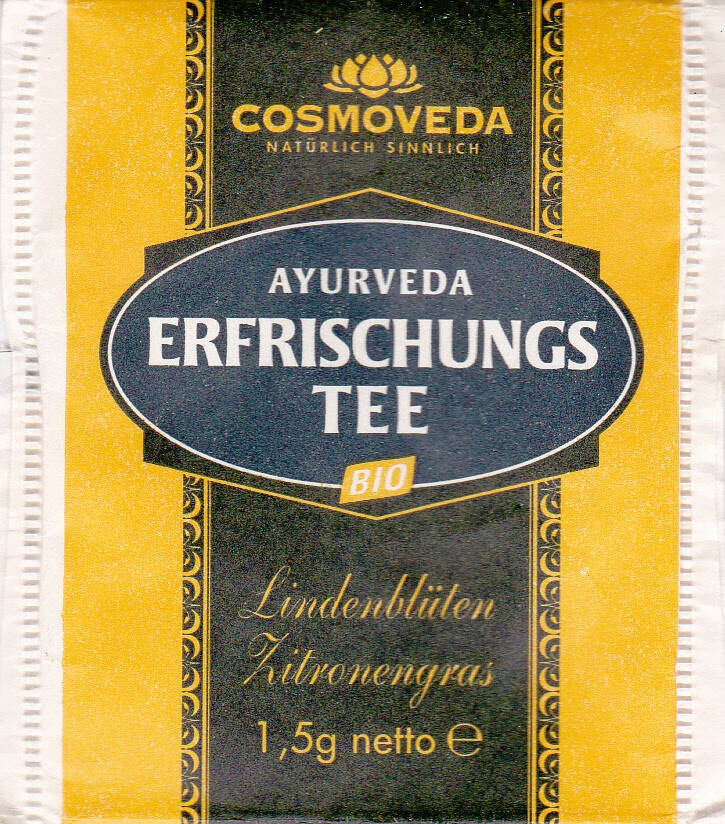 COSMOVEDA
NATÜRLICH SINNLICH
AYURVEDA
ERFRISCHUNGS
TEE
BIO
Lindenblüten
Zitronengras
1,5g netto ℮